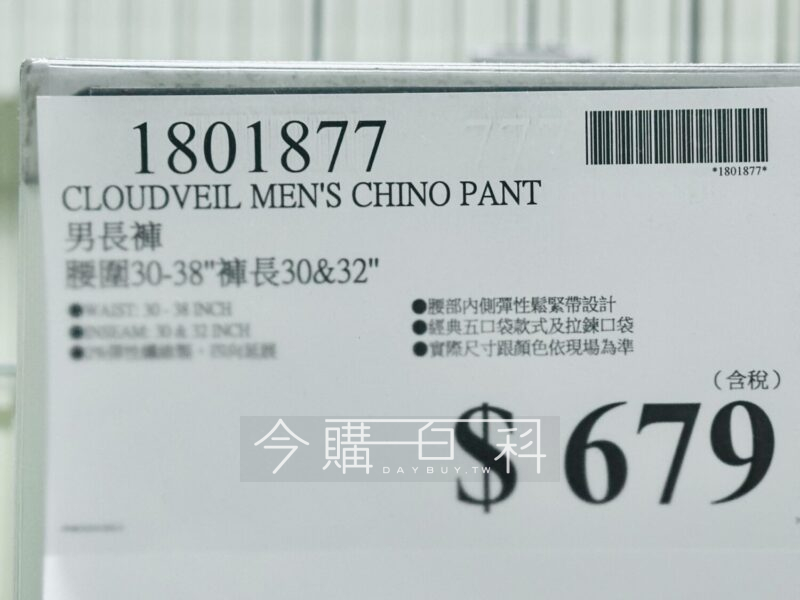 1801877
*1801877*
CLOUDVEIL MEN'S CHINO PANT
男長褲
腰圍30-38"褲長30&32"
●WAIST: 30 - 38 INCH
●INSEAM: 30 & 32 INCH
●腰部內側彈性鬆緊帶設計
●經典五口袋款式及拉鍊口袋
●實際尺寸跟顏色依現場為準
(含稅)
$ 679
今購百科
DAYBUY.TW